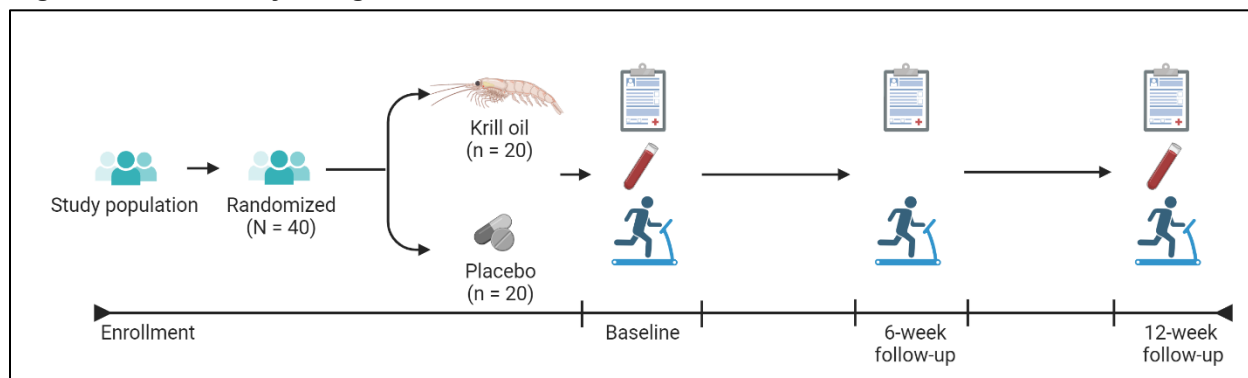 Krill oil
(n = 20)
Study population
Randomized
(N = 40)
Placebo
(n = 20)
Enrollment
Baseline
6-week
follow-up
12-week
follow-up